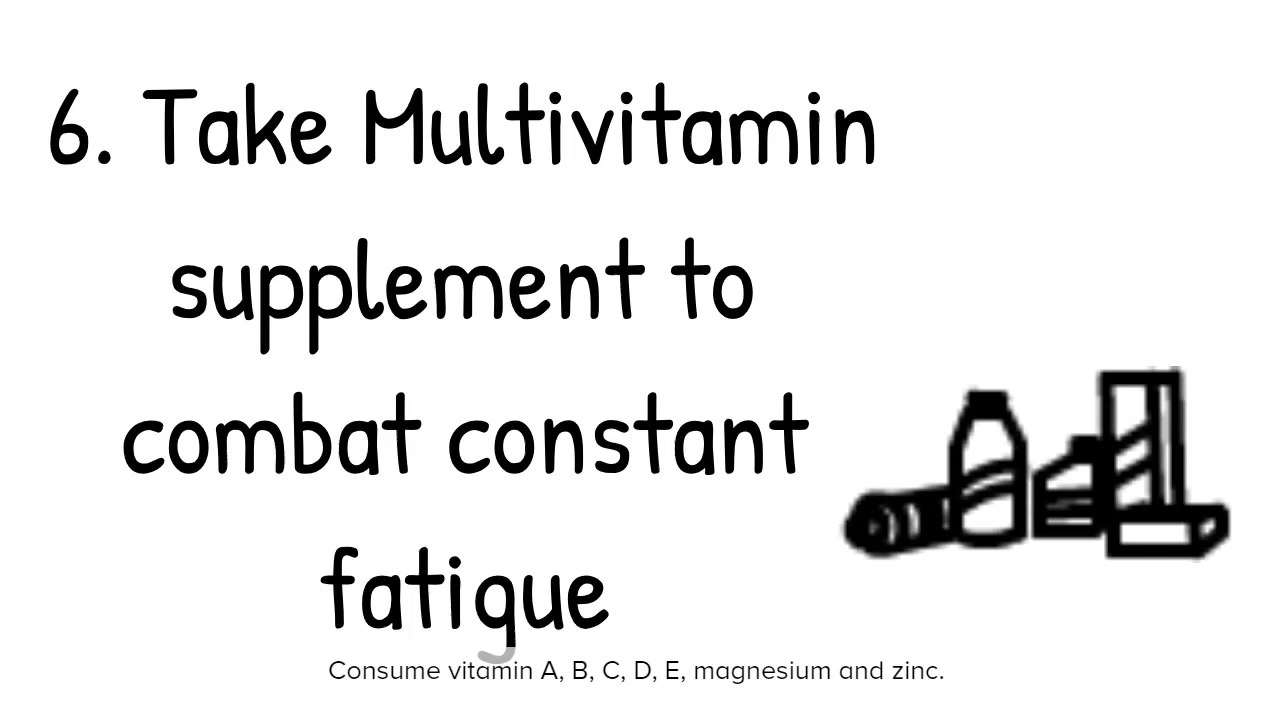 6. Take Multivitamin
supplement to
combat constant
fatigue
Consume vitamin A, B, C, D, E, magnesium and zinc.